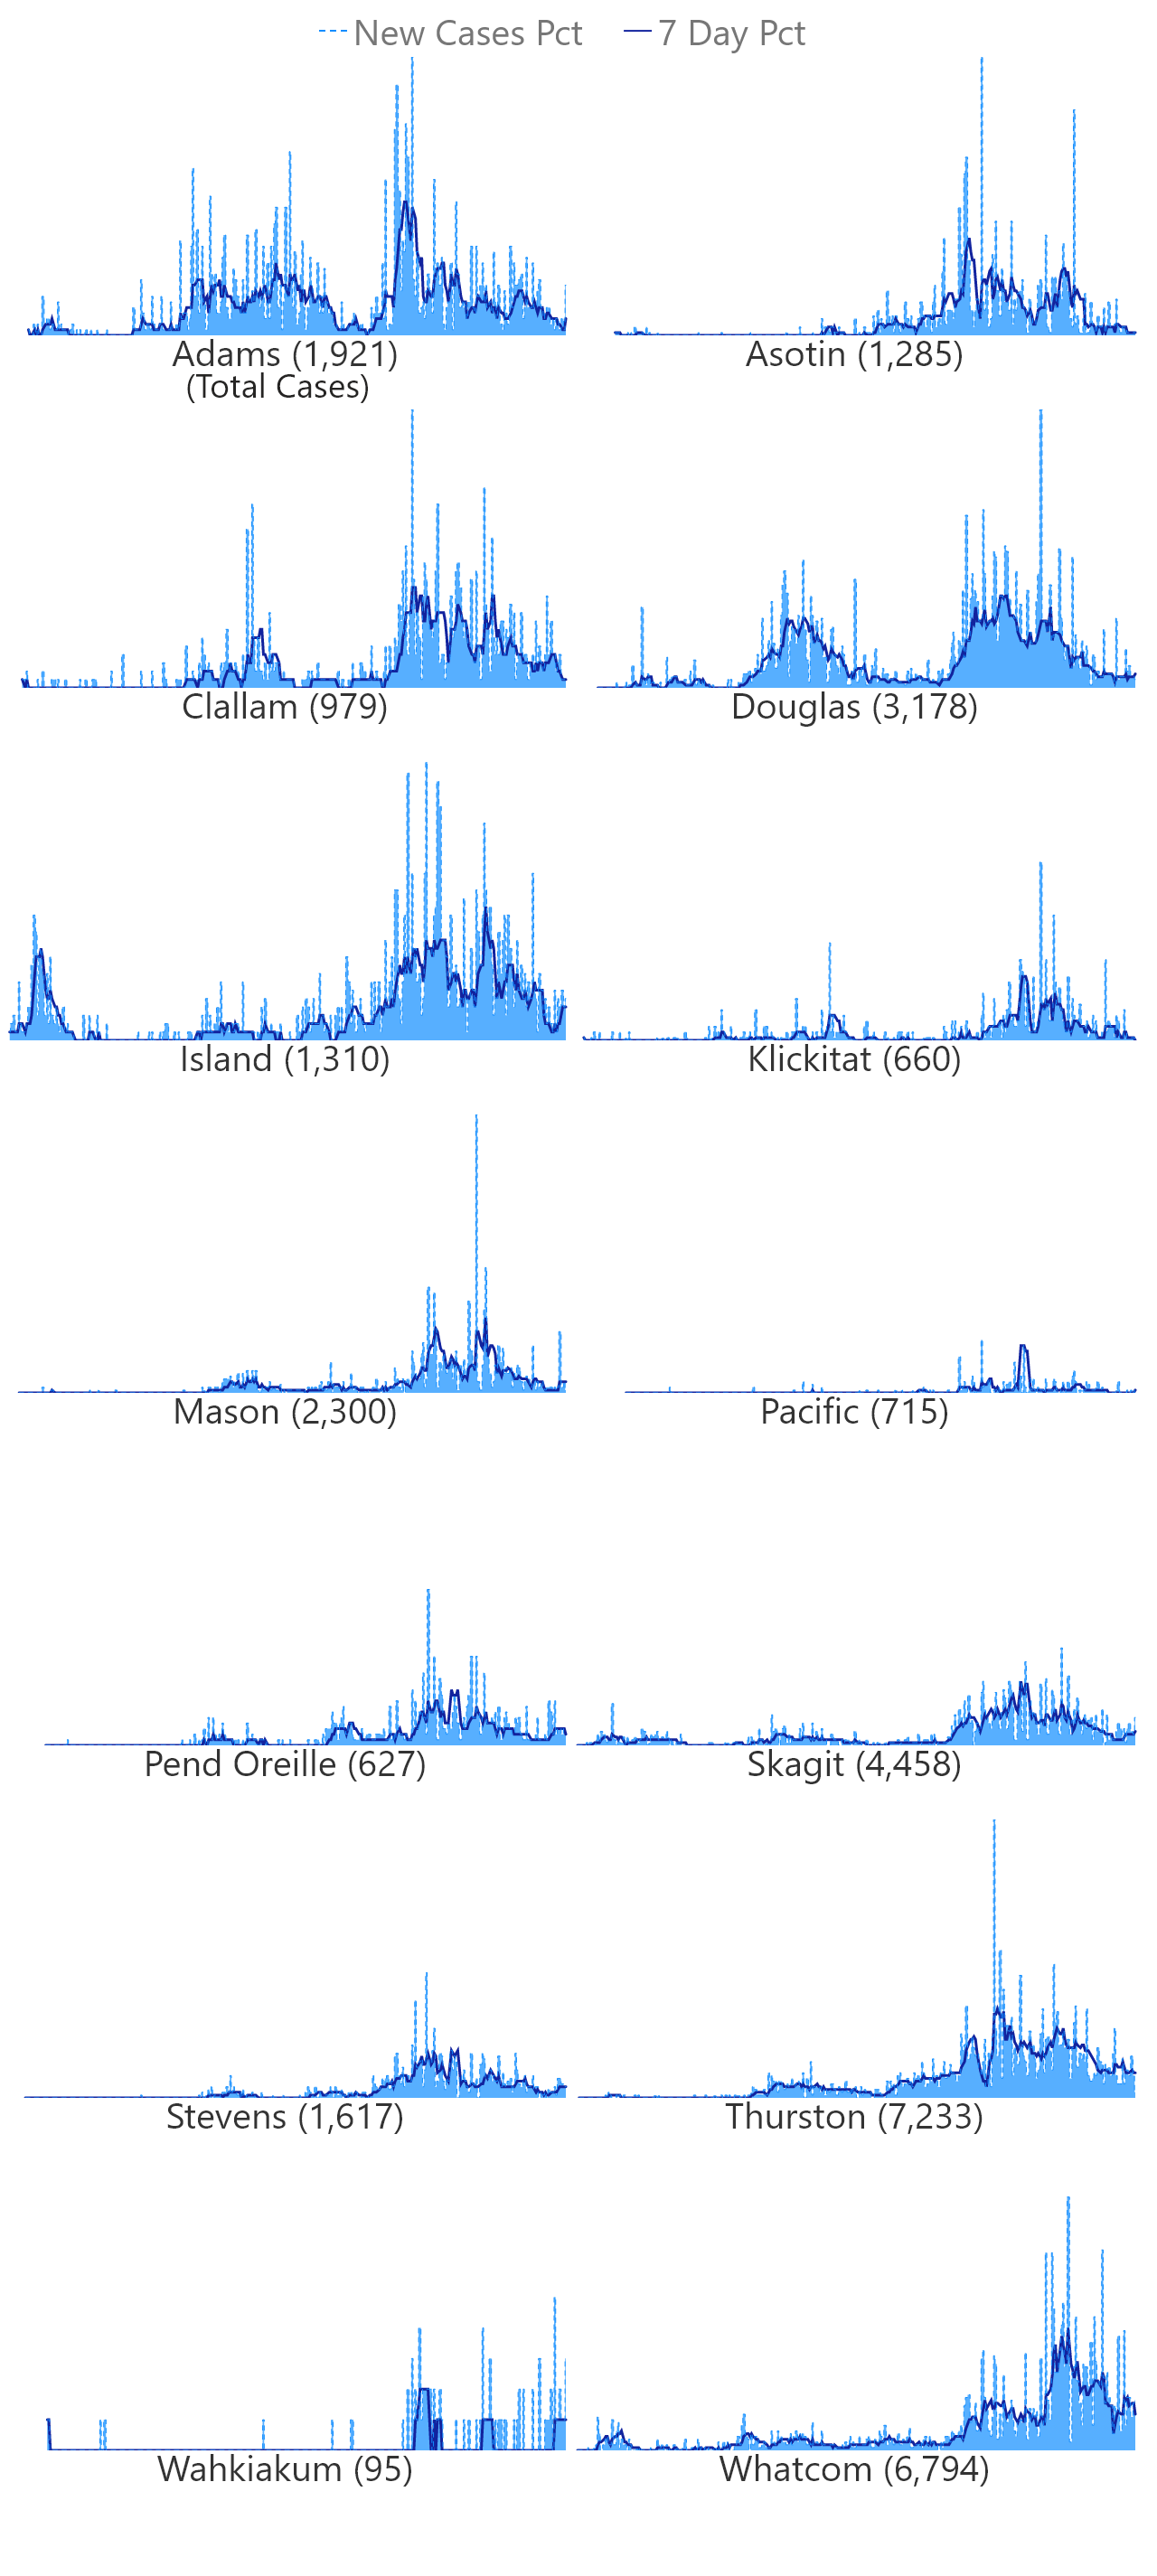 New Cases Pct 7 Day Pct
Adams (1,921) Asotin (1,285)
(Total Cases)
Clallam (979) Douglas (3,178)
Island (1,310) Klickitat (660)
Mason (2,300) Pacific (715)
Pend Oreille (627) Skagit (4,458)
Stevens (1,617) Thurston (7,233)
Wahkiakum (95) Whatcom (6,794)